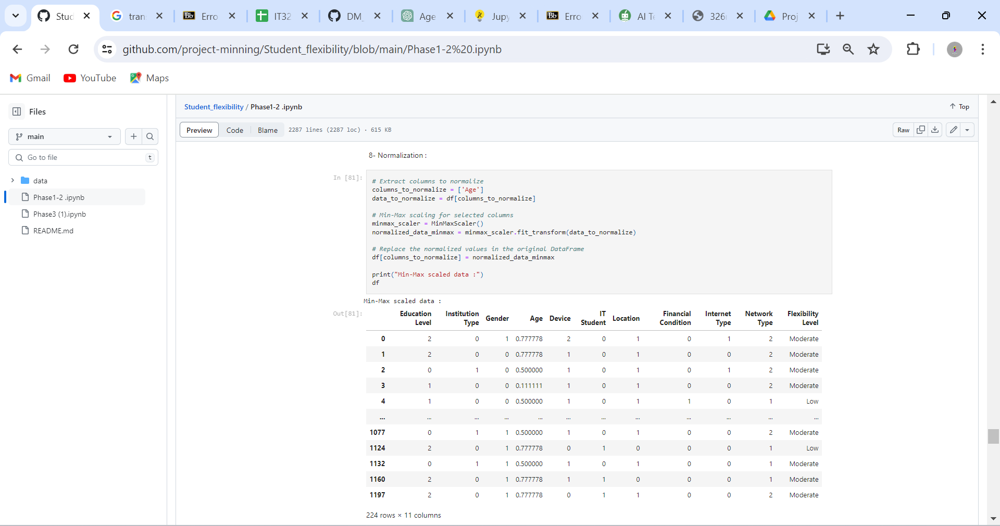 Stud
tran
Erro
IT32
DM_
Age
Jupy
Erro
AI Te
326
Proj
github.com/project-minning/Student_flexibility/blob/main/Phase1-2%20.ipynb
Gmail YouTube Maps
Files
main
Go to file t
data
Phase1-2 .ipynb
Phase3 (1).ipynb
README.md
Student_flexibility / Phase1-2 .ipynb
Top
Preview Code Blame 2287 lines (2287 loc) · 615 KB Raw
8- Normalization :
In [81]:
# Extract columns to normalize
columns_to_normalize = ['Age']
data_to_normalize = df[columns_to_normalize]
# Min-Max scaling for selected columns
minmax_scaler = MinMaxScaler()
normalized_data_minmax = minmax_scaler.fit_transform(data_to_normalize)
# Replace the normalized values in the original DataFrame
df[columns_to_normalize] = normalized_data_minmax
print("Min-Max scaled data :")
df
Min-Max scaled data :
Out[81]:
Education Level Institution Type Gender Age Device IT Student Location Financial Condition Internet Type Network Type Flexibility Level
0 2 0 1 0.777778 2 0 1 0 1 2 Moderate
1 2 0 0 0.777778 1 0 1 0 0 2 Moderate
2 0 1 0 0.500000 1 0 1 0 1 2 Moderate
3 1 0 0 0.111111 1 0 1 0 0 2 Moderate
4 1 0 0 0.500000 1 0 1 1 0 1 Low
... ... ... ... ... ... ... ... ... ... ... ...
1077 0 1 1 0.500000 1 0 1 0 0 2 Moderate
1124 2 0 1 0.777778 0 1 0 0 0 1 Low
1132 0 1 1 0.500000 1 0 1 0 0 1 Moderate
1160 2 0 1 0.777778 1 1 0 0 0 1 Moderate
1197 2 0 1 0.777778 0 1 1 0 0 2 Moderate
224 rows × 11 columns